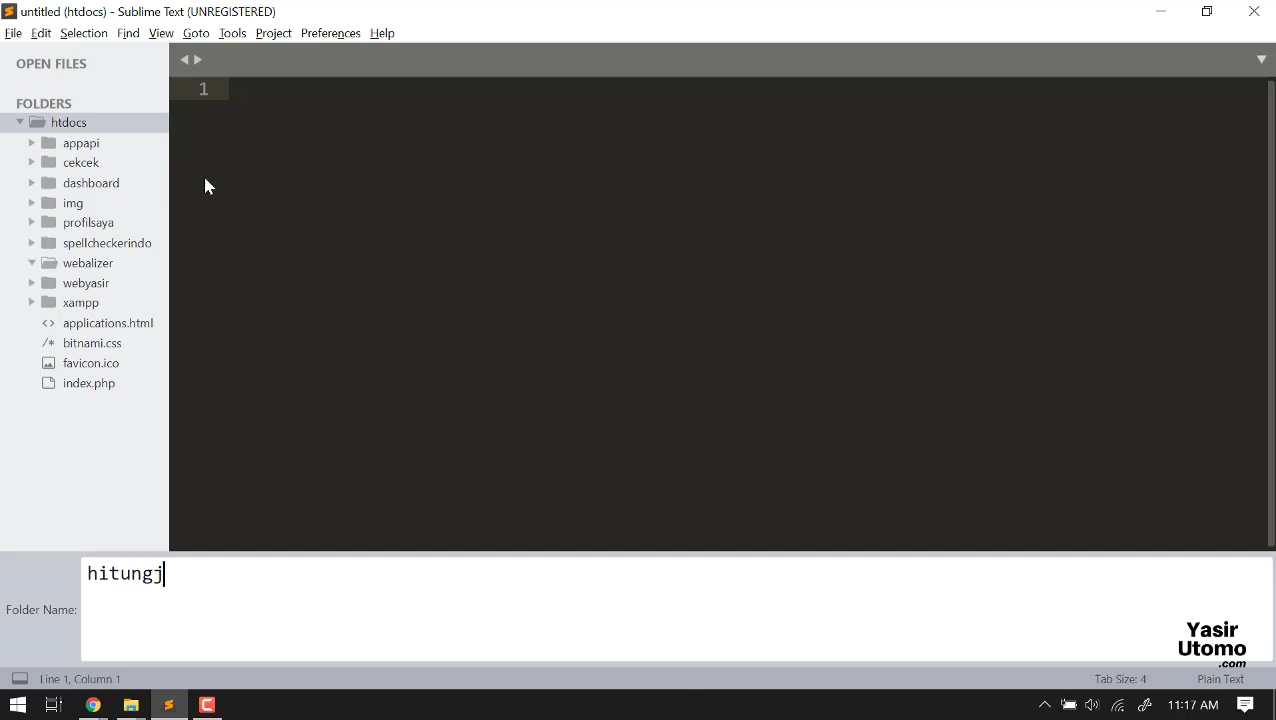 untitled (htdocs) - Sublime Text (UNREGISTERED)
File Edit Selection Find View Goto Tools Project Preferences Help
OPEN FILES
FOLDERS
htdocs
appapi
cekcek
dashboard
img
profilsaya
spellcheckerindo
webalizer
webyasir
xampp
<> applications.html
/* bitnami.css
favicon.ico
index.php
1
Folder Name:
hitungj
Yasir
Utomo
.com
Line 1, Column 1
Tab Size: 4
Plain Text
11:17 AM